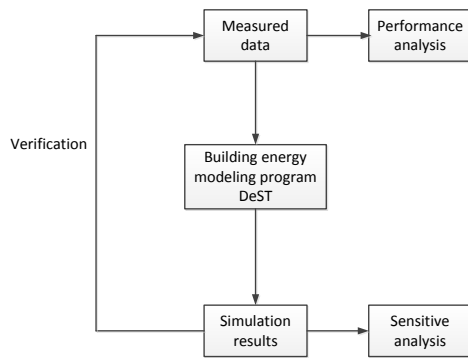 Measured
data
Performance
analysis
Verification
Building energy
modeling program
DeST
Simulation
results
Sensitive
analysis